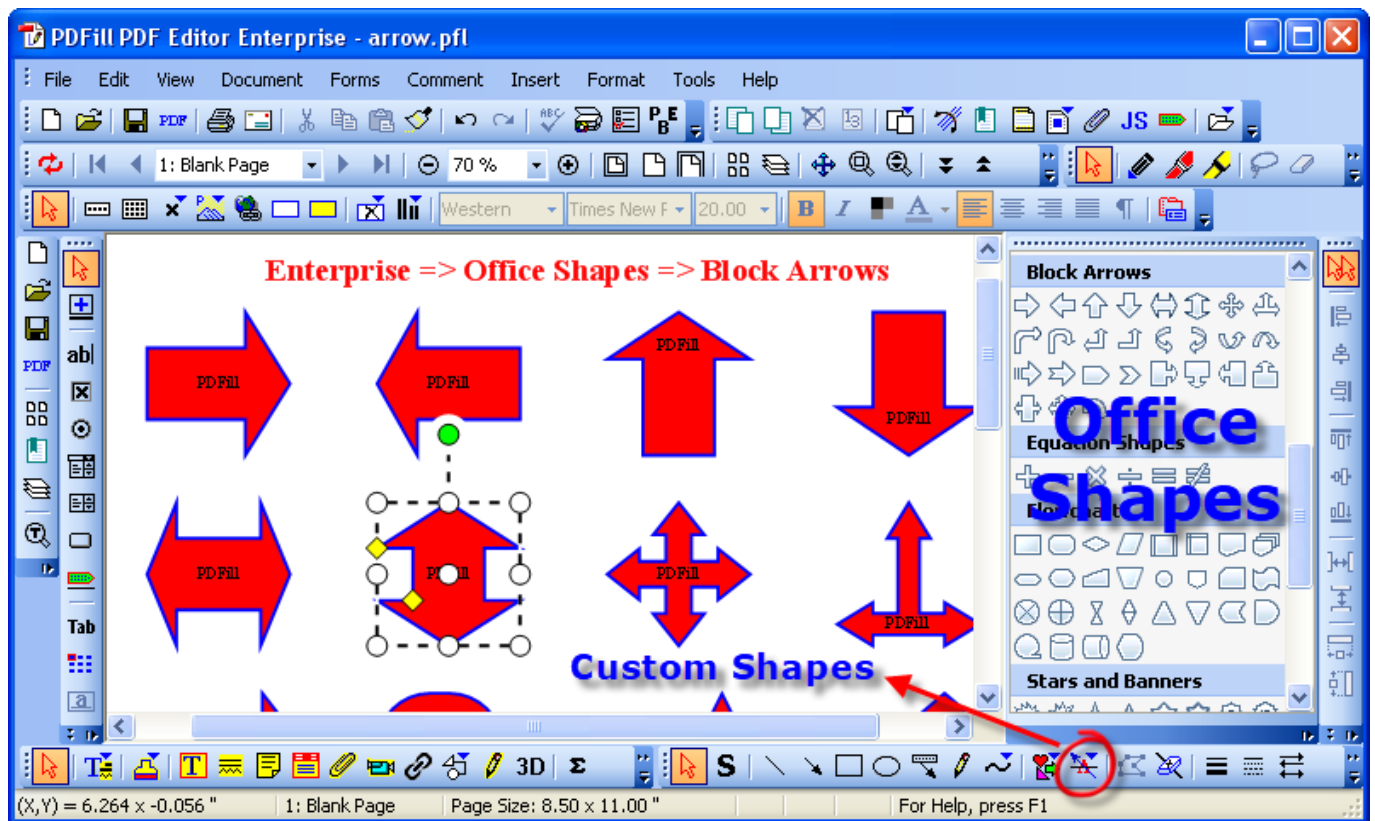 PDFill PDF Editor Enterprise - arrow.pfl
File Edit View Document Forms Comment Insert Format Tools Help
PDF ABC JS
1: Blank Page 70 %
Western Times New F 20.00 B I A ¶
Enterprise => Office Shapes => Block Arrows
Block Arrows
PDFill PDFill PDFill PDFill
Office
Shapes
Equation Shapes
PDF
ab|
PDFill PDFill PDFill
Tab
a
Custom Shapes
Stars and Banners
T T 3D Σ S
(X,Y) = 6.264 x -0.056 " 1: Blank Page Page Size: 8.50 x 11.00 " For Help, press F1